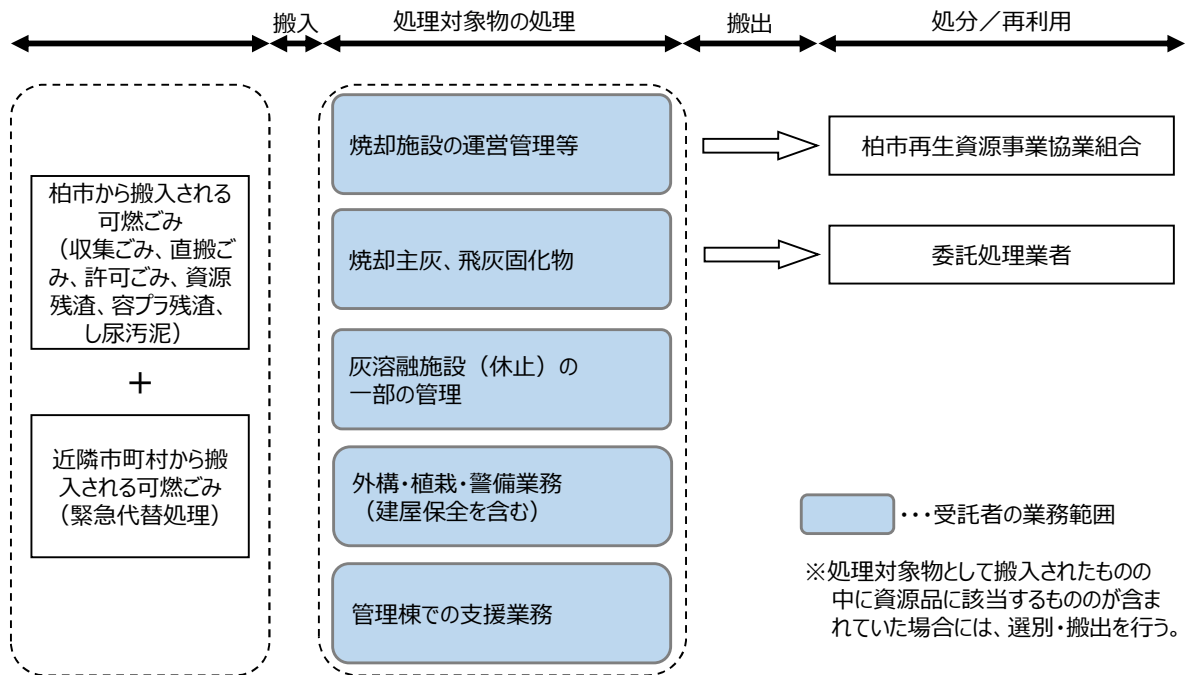 搬入
処理対象物の処理
搬出
処分／再利用
柏市から搬入される
可燃ごみ
（収集ごみ、直搬ご
み、許可ごみ、資源
残渣、容プラ残渣、
し尿汚泥）
＋
近隣市町村から搬
入される可燃ごみ
（緊急代替処理）
焼却施設の運営管理等
焼却主灰、飛灰固化物
灰溶融施設（休止）の
一部の管理
外構・植栽・警備業務
（建屋保全を含む）
管理棟での支援業務
柏市再生資源事業協業組合
委託処理業者
・・・受託者の業務範囲
※処理対象物として搬入されたものの
中に資源品に該当するもののが含ま
れていた場合には、選別・搬出を行う。